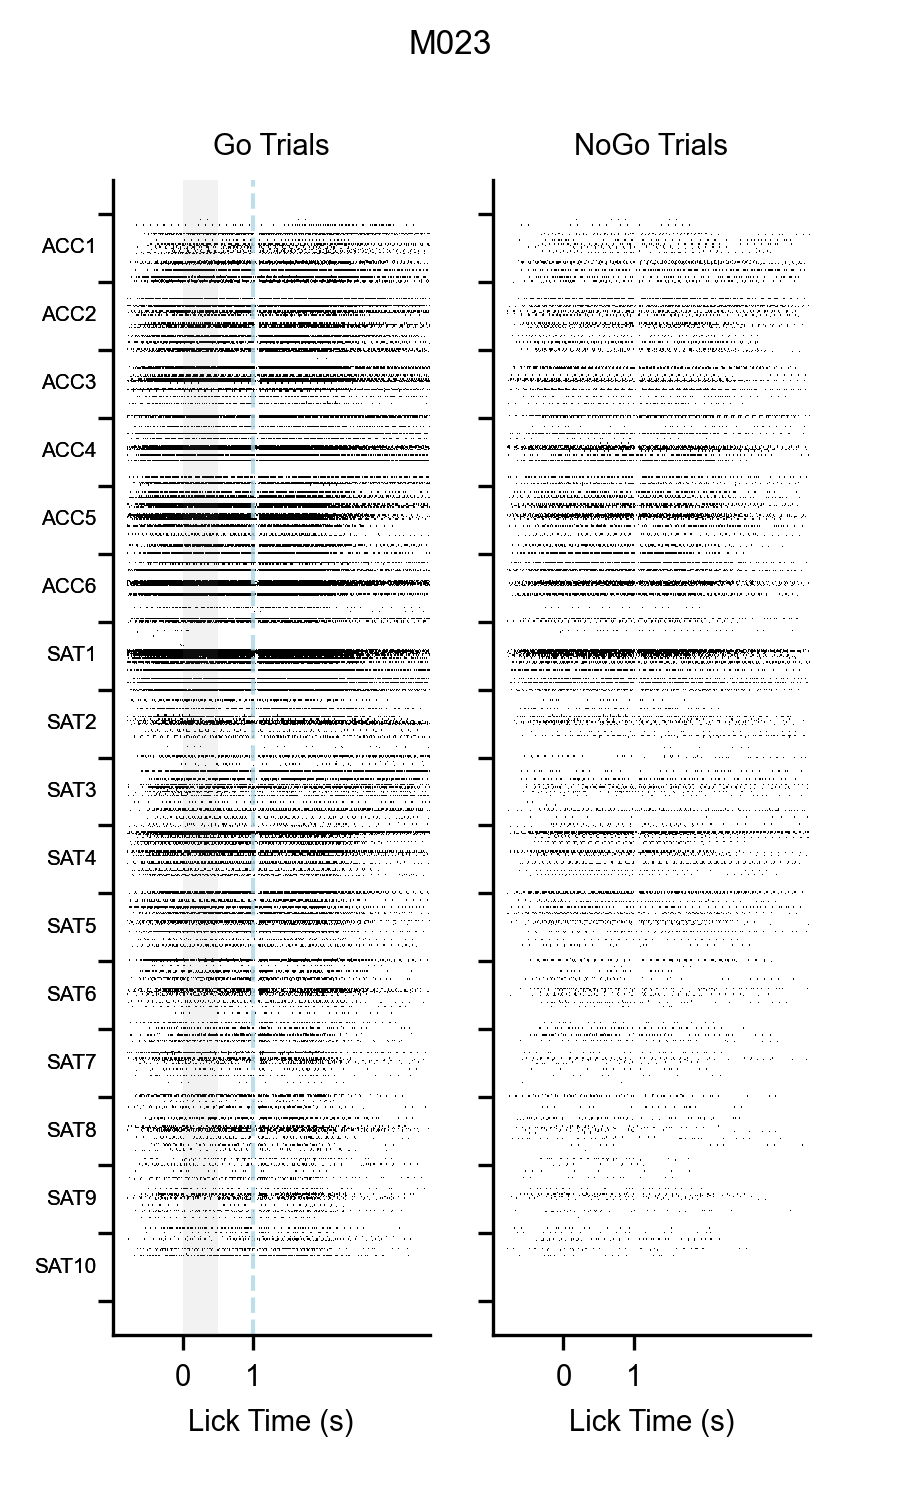 M023
Go Trials
NoGo Trials
ACC1
ACC2
ACC3
ACC4
ACC5
ACC6
SAT1
SAT2
SAT3
SAT4
SAT5
SAT6
SAT7
SAT8
SAT9
SAT10
0 1
0 1
Lick Time (s)
Lick Time (s)